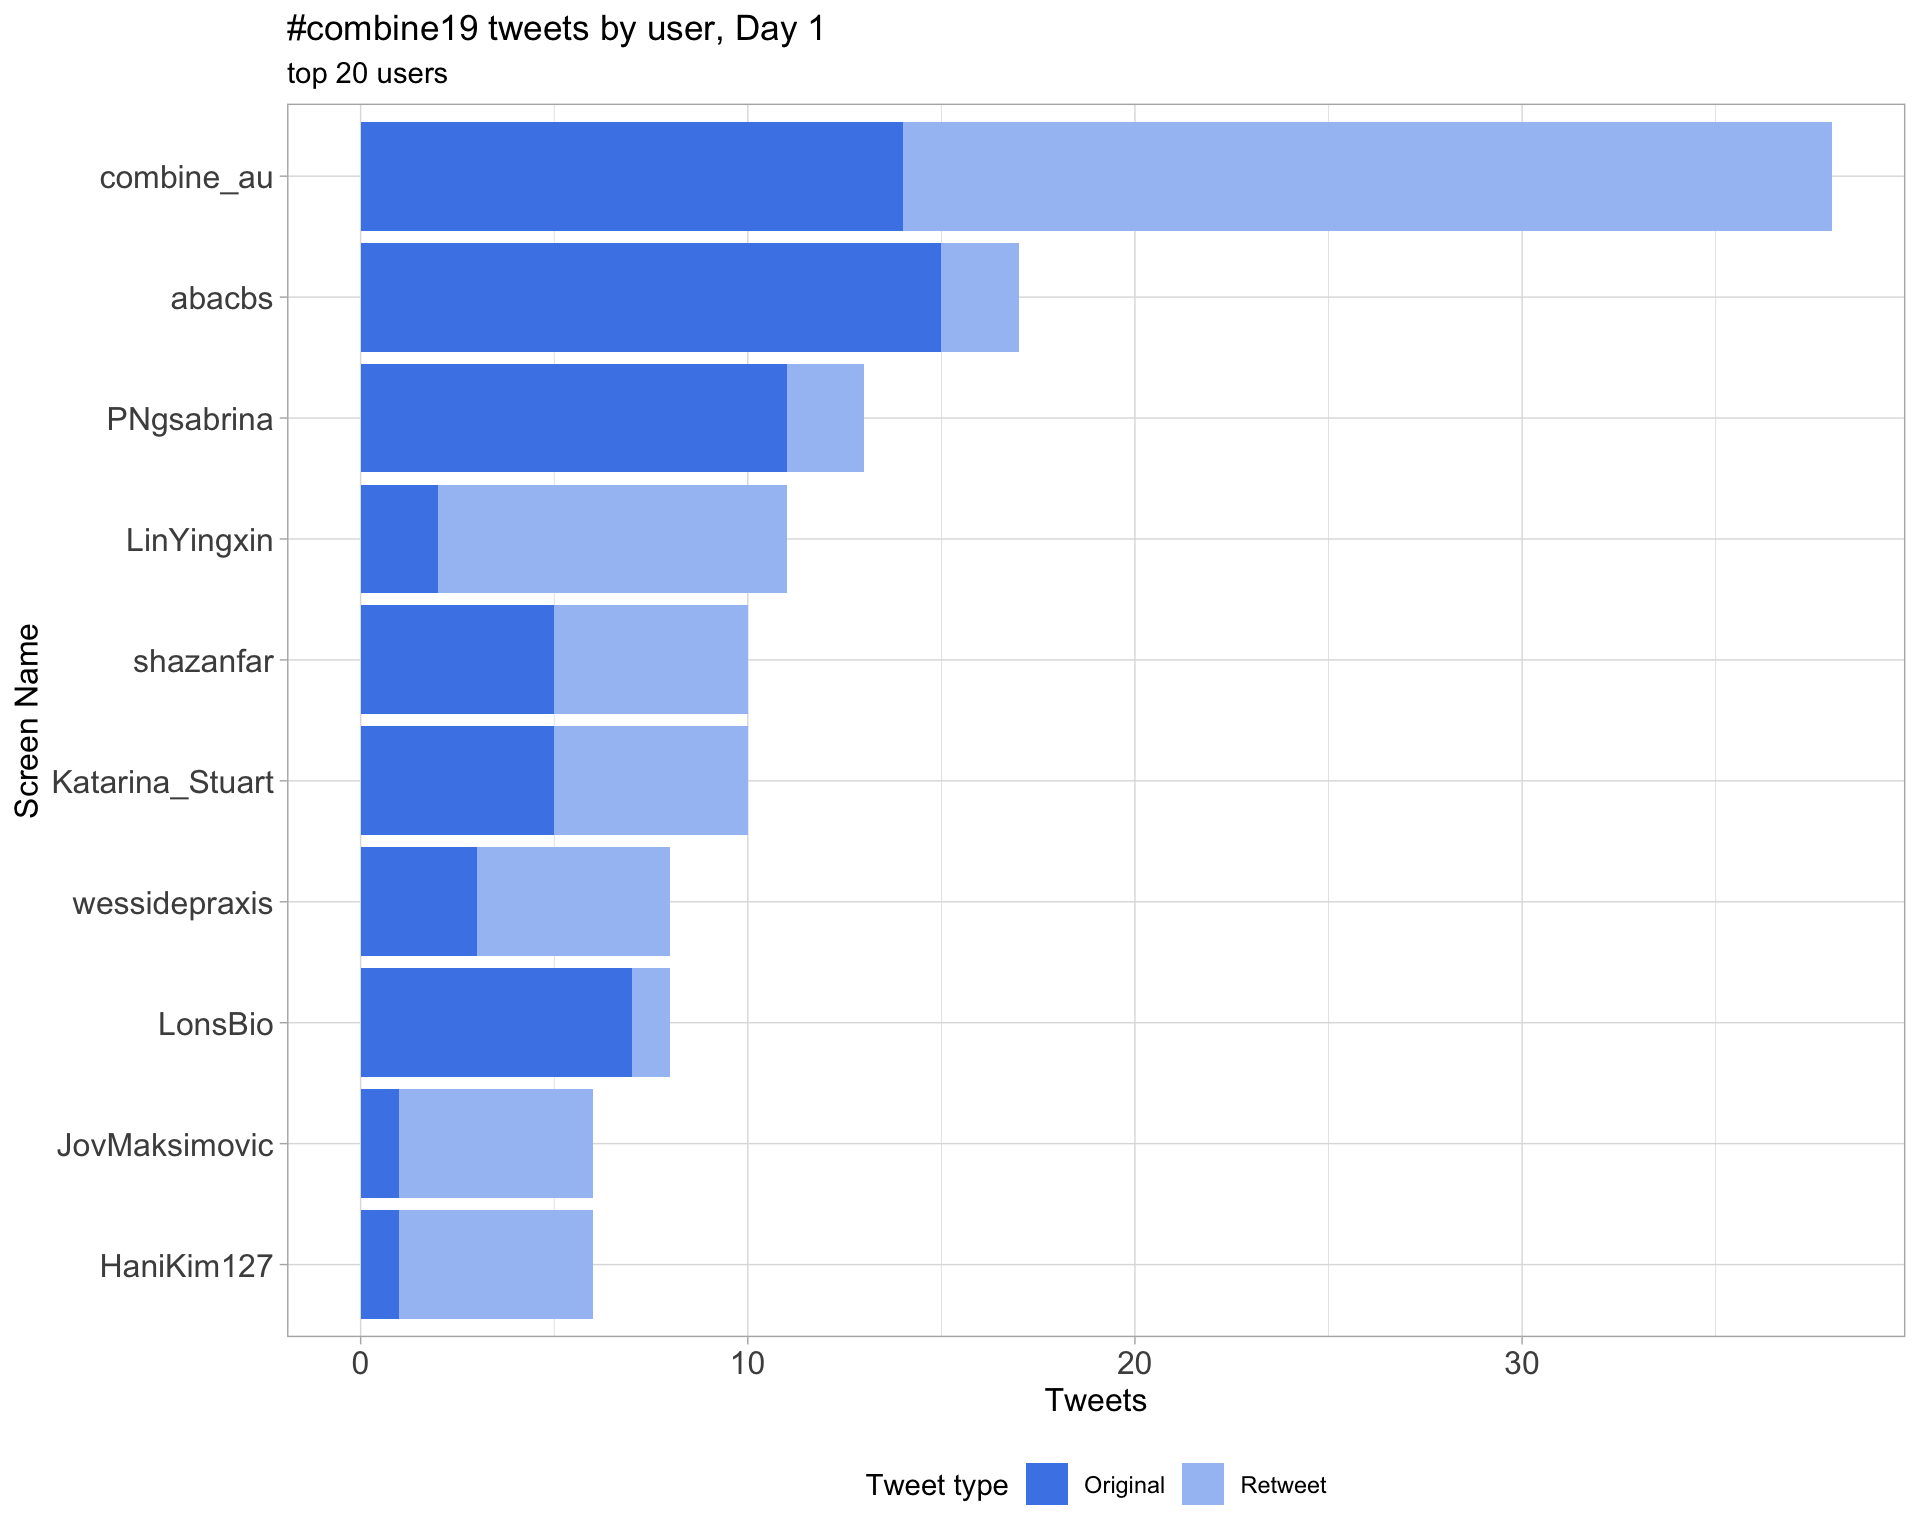 #combine19 tweets by user, Day 1
top 20 users
Screen Name
combine_au
abacbs
PNgsabrina
LinYingxin
shazanfar
Katarina_Stuart
wessidepraxis
LonsBio
JovMaksimovic
HaniKim127
0 10 20 30
Tweets
Tweet type Original Retweet